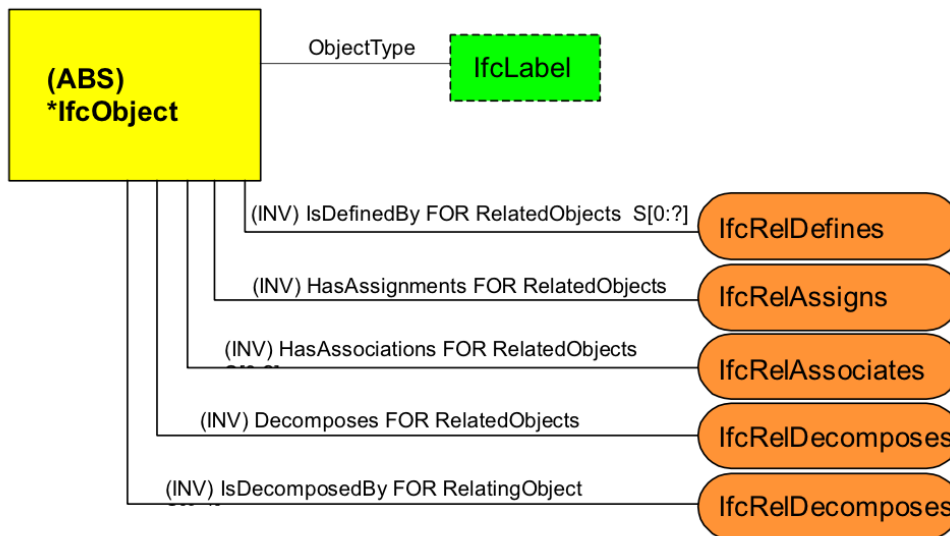 ObjectType
(ABS)
*IfcObject
IfcLabel
(INV) IsDefinedBy FOR RelatedObjects S[0:?]
IfcRelDefines
(INV) HasAssignments FOR RelatedObjects
IfcRelAssigns
(INV) HasAssociations FOR RelatedObjects
IfcRelAssociates
(INV) Decomposes FOR RelatedObjects
IfcRelDecomposes
(INV) IsDecomposedBy FOR RelatingObject
IfcRelDecomposes